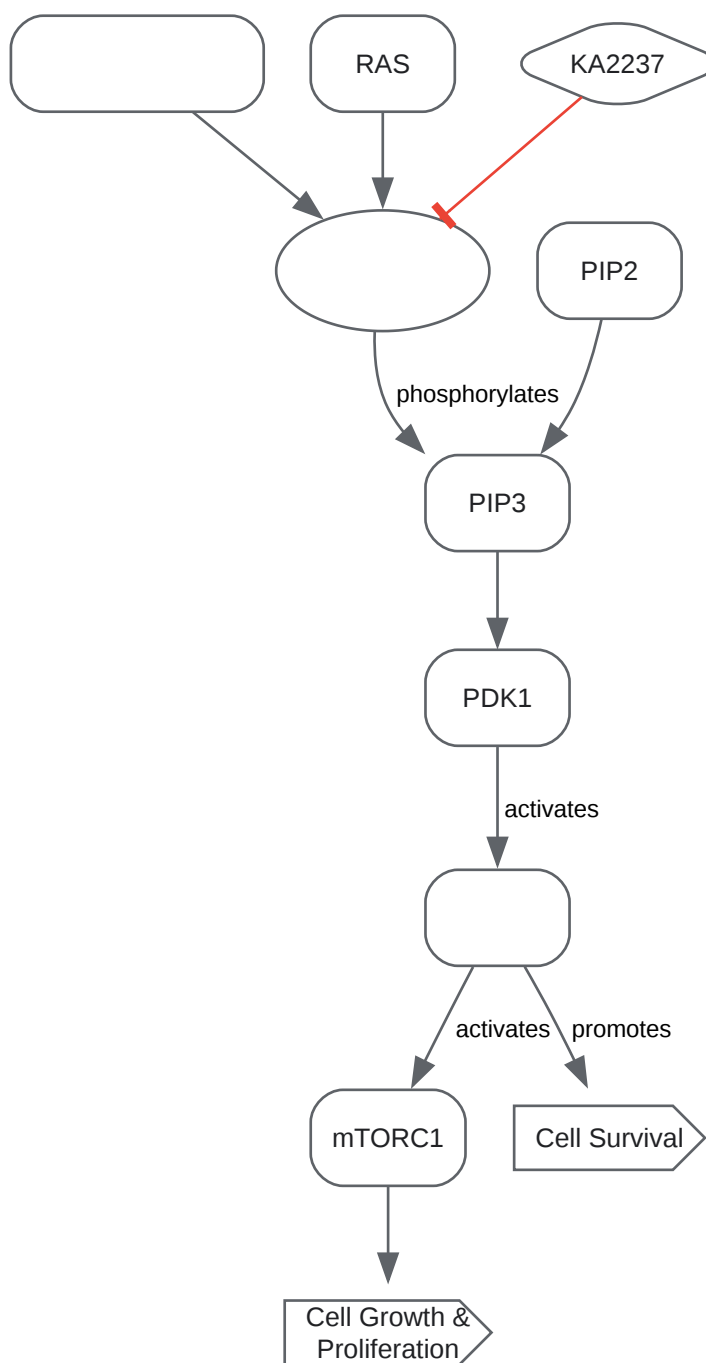 RAS
KA2237
PIP2
phosphorylates
PIP3
PDK1
activates
activates
promotes
mTORC1
Cell Survival
Cell Growth &
Proliferation